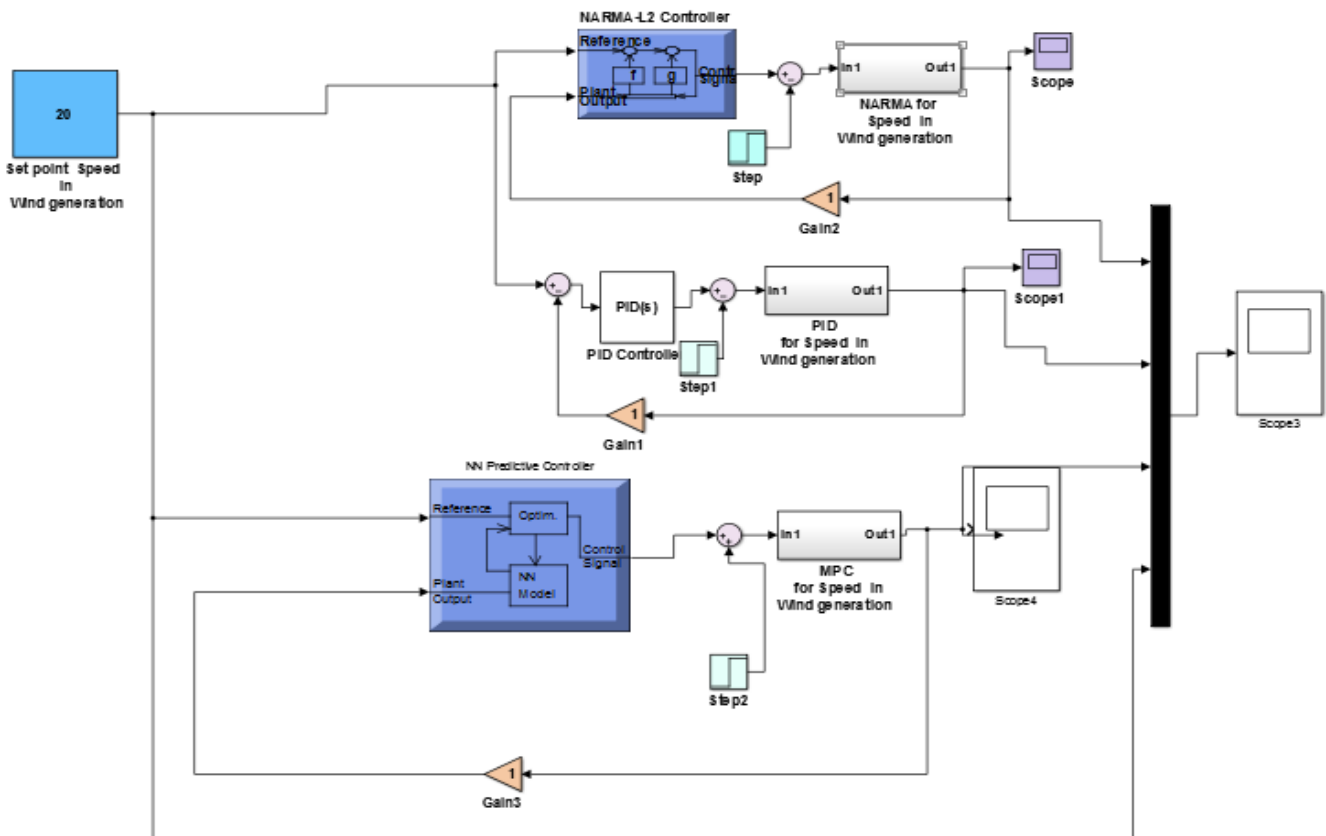 NARMA-L2 Controller
Reference
f
g
Plant
Output
20
Set point Speed
in
Wind generation
In1
Out1
NARMA for
Speed in
Wind generation
Scope
Step
1
Gain2
PID(s)
PID Controlle
Step1
In1
Out1
PID
for Speed in
Wind generation
Scope1
1
Gain1
Scope3
NN Predictive Controller
Reference
Optim.
Control
Signal
Plant
Output
NN
Model
In1
Out1
MPC
for Speed in
Wind generation
Scope4
Step2
1
Gain3